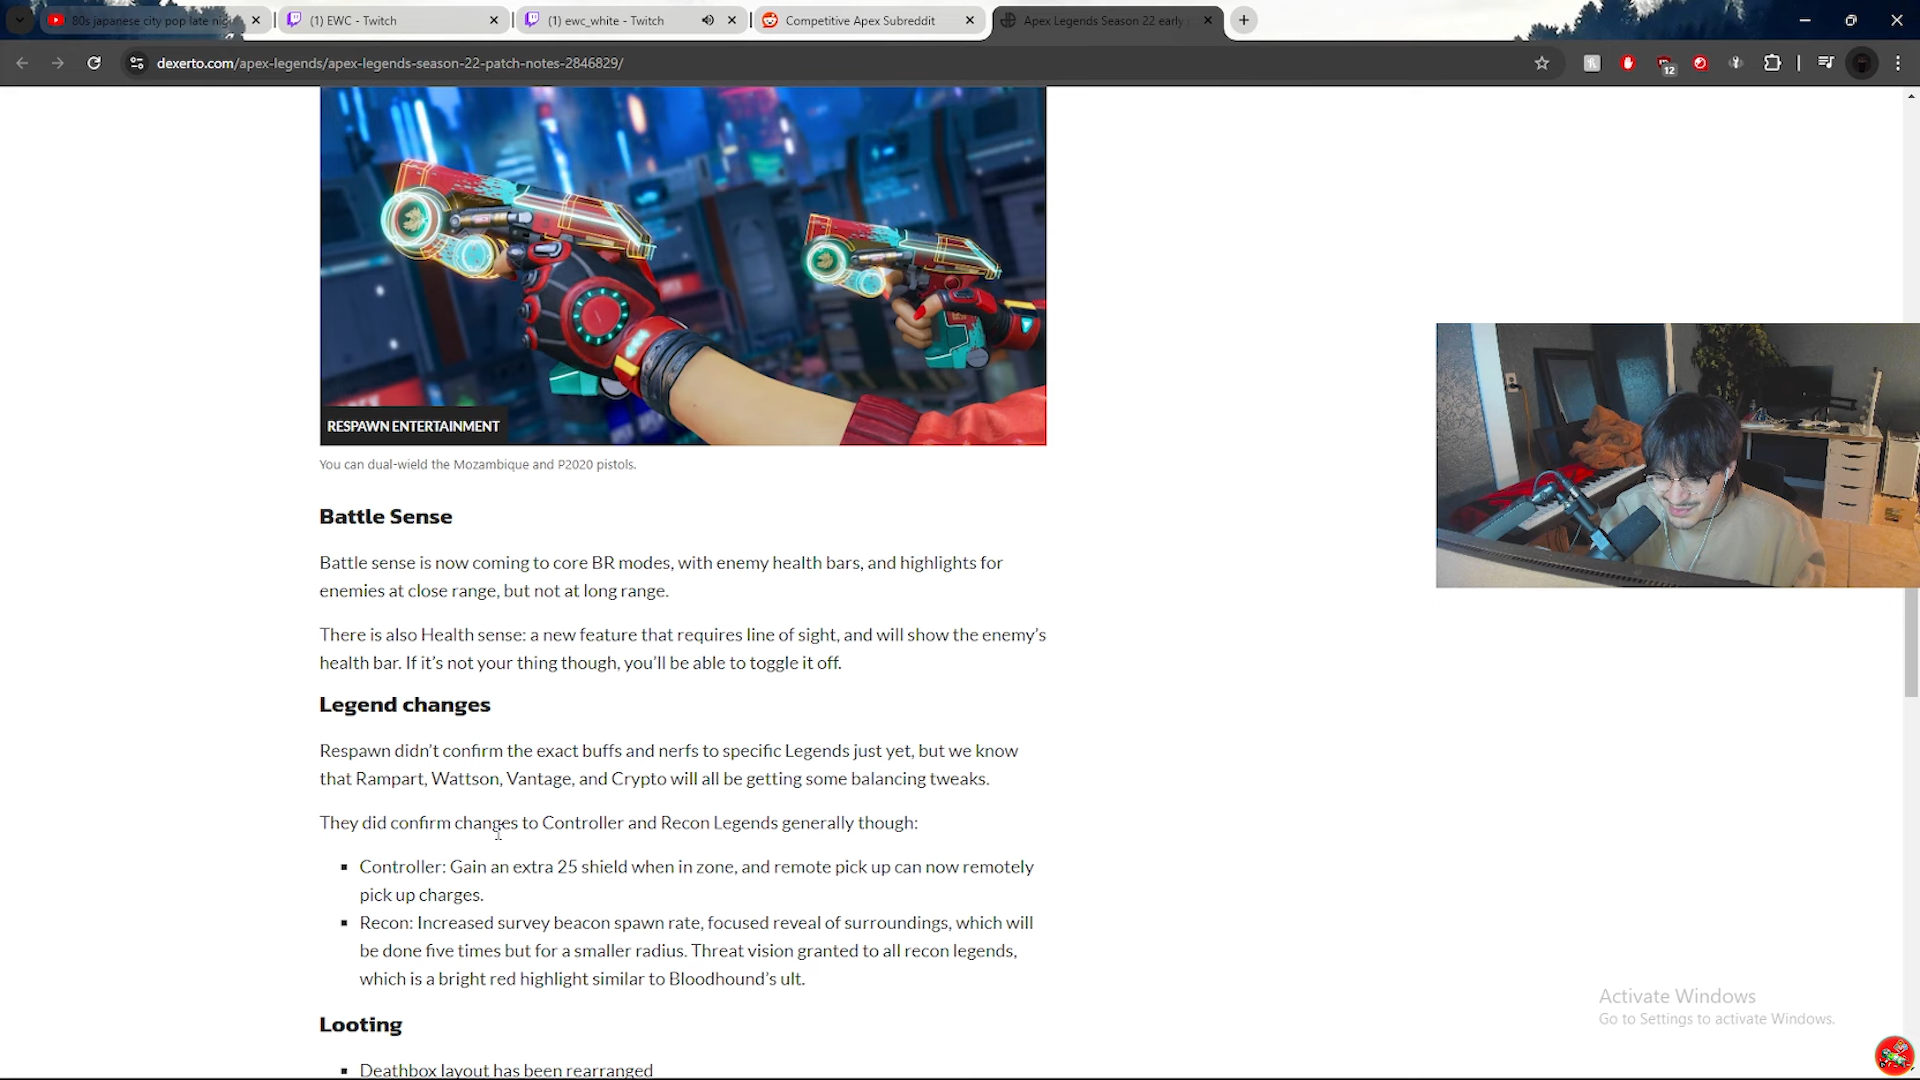 80s japanese city pop late nig
(1) EWC - Twitch
(1) ewc_white - Twitch
Competitive Apex Subreddit
Apex Legends Season 22 early
dexerto.com/apex-legends/apex-legends-season-22-patch-notes-2846829/
12
RESPAWN ENTERTAINMENT
You can dual-wield the Mozambique and P2020 pistols.
Battle Sense
Battle sense is now coming to core BR modes, with enemy health bars, and highlights for
enemies at close range, but not at long range.
There is also Health sense: a new feature that requires line of sight, and will show the enemy’s
health bar. If it’s not your thing though, you’ll be able to toggle it off.
Legend changes
Respawn didn’t confirm the exact buffs and nerfs to specific Legends just yet, but we know
that Rampart, Wattson, Vantage, and Crypto will all be getting some balancing tweaks.
They did confirm changes to Controller and Recon Legends generally though:
▪ Controller: Gain an extra 25 shield when in zone, and remote pick up can now remotely
pick up charges.
▪ Recon: Increased survey beacon spawn rate, focused reveal of surroundings, which will
be done five times but for a smaller radius. Threat vision granted to all recon legends,
which is a bright red highlight similar to Bloodhound’s ult.
Activate Windows
Go to Settings to activate Windows.
Looting
▪ Deathbox layout has been rearranged